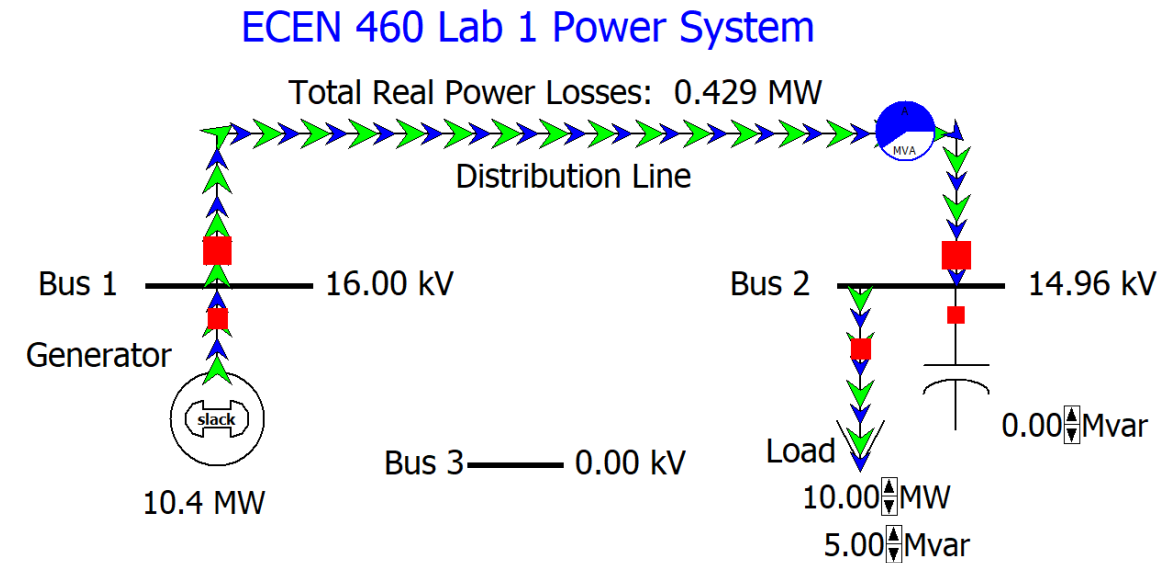 ECEN 460 Lab 1 Power System
Total Real Power Losses: 0.429 MW
A
MVA
Distribution Line
Bus 1
16.00 kV
Bus 2
14.96 kV
Generator
slack
10.4 MW
Bus 3
0.00 kV
Load
0.00 Mvar
10.00 MW
5.00 Mvar